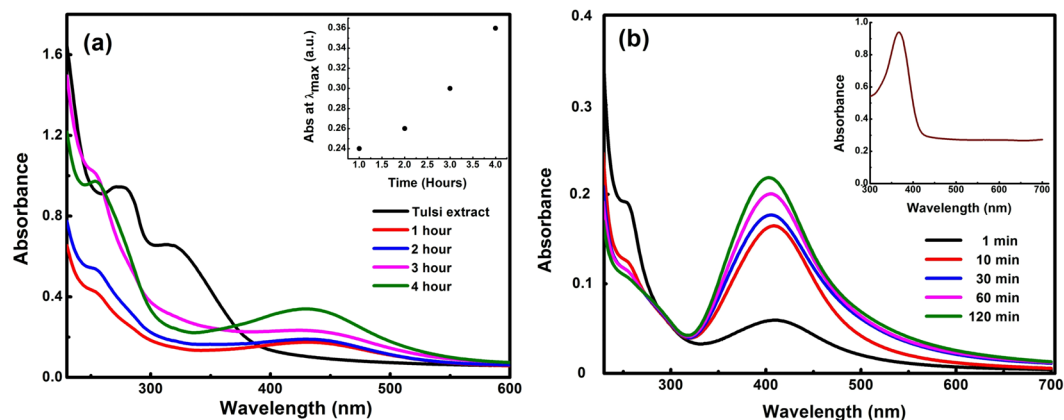 (a)
Absorbance
1.6
1.2
0.8
0.4
0.0
300
400
500
600
Wavelength (nm)
Abs at λmax (a.u.)
0.36
0.34
0.32
0.30
0.28
0.26
0.24
1.0
1.5
2.0
2.5
3.0
3.5
4.0
Time (Hours)
Tulsi extract
1 hour
2 hour
3 hour
4 hour
(b)
Absorbance
0.4
0.3
0.2
0.1
0
300
400
500
600
700
Wavelength (nm)
Absorbance
1.0
0.8
0.6
0.4
0.2
0.0
300
400
500
600
700
Wavelength (nm)
1 min
10 min
30 min
60 min
120 min